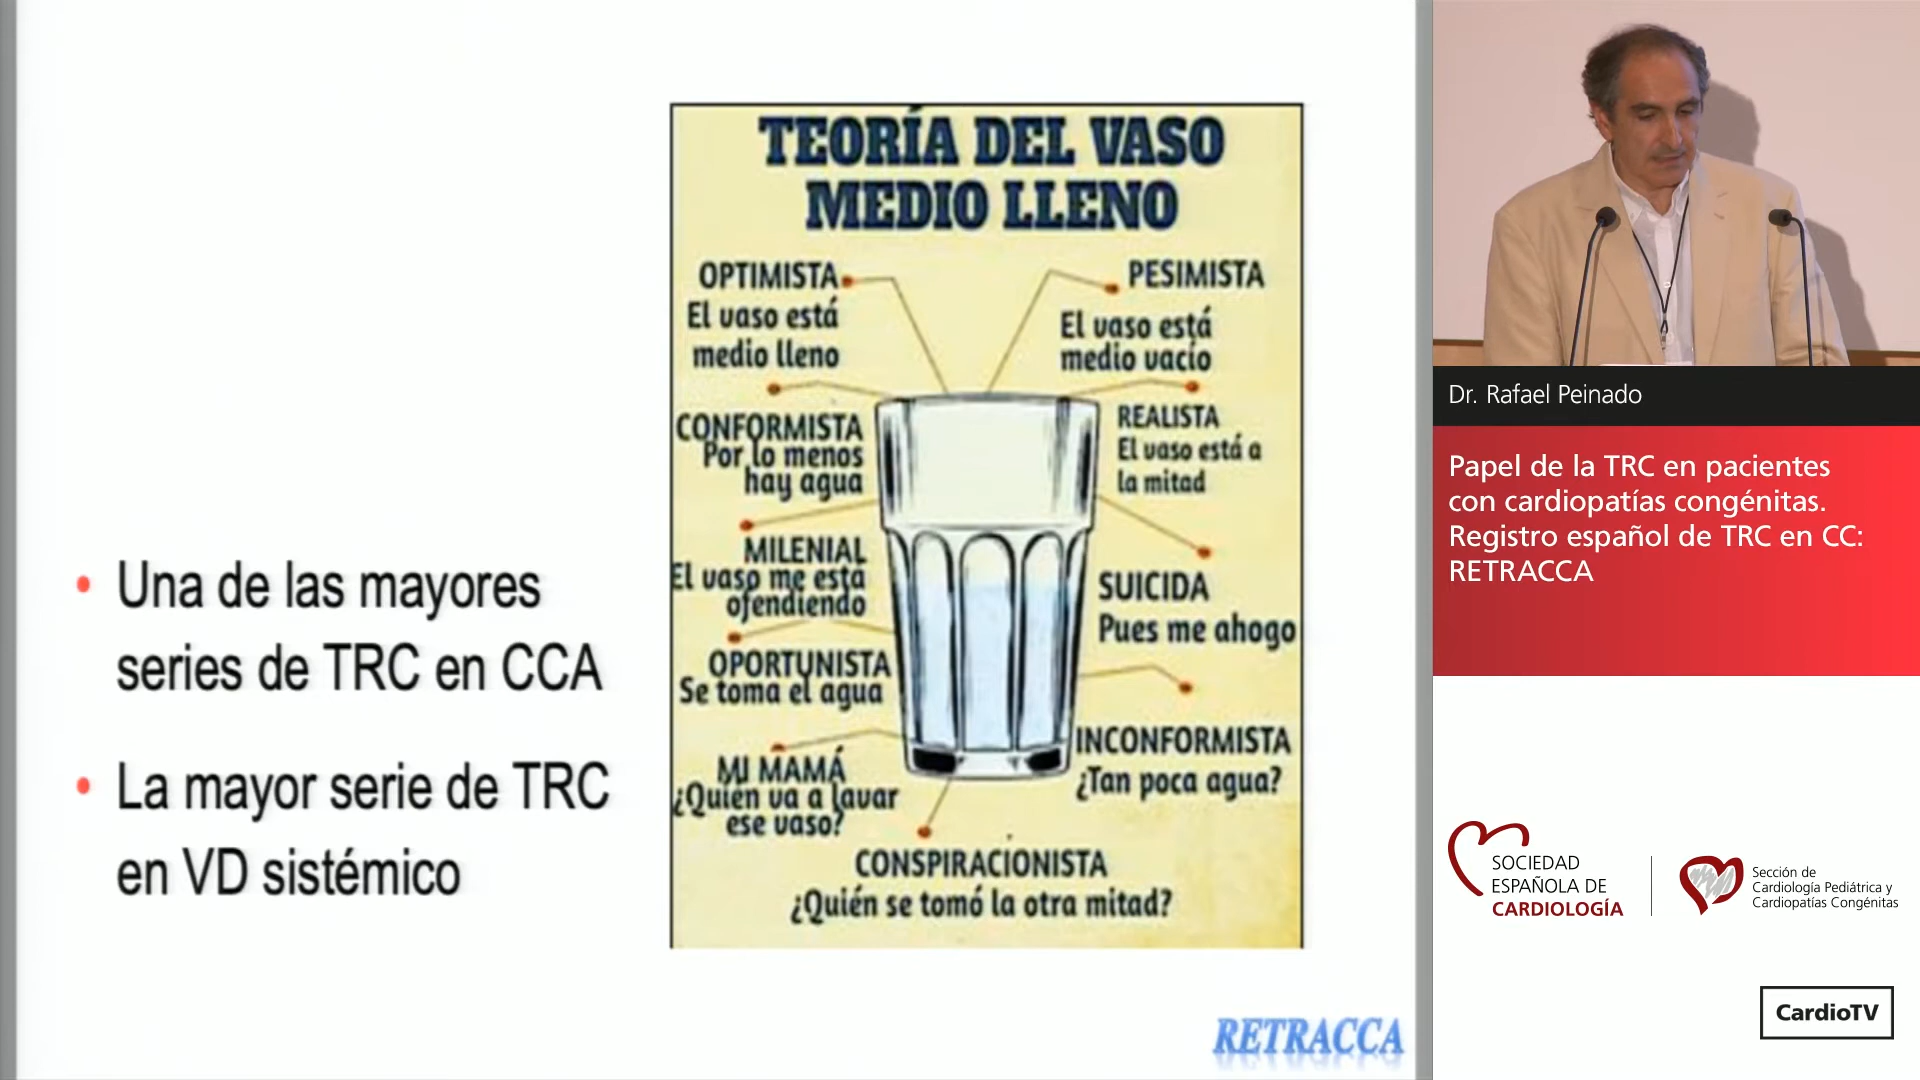 • Una de las mayores
series de TRC en CCA
• La mayor serie de TRC
en VD sistémico
TEORÍA DEL VASO
MEDIO LLENO
OPTIMISTA
El vaso está
medio lleno
PESIMISTA
El vaso está
medio vacío
CONFORMISTA
Por lo menos
hay agua
REALISTA
El vaso está a
la mitad
MILENIAL
El vaso me esta
ofendiendo
SUICIDA
Pues me ahogo
OPORTUNISTA
Se toma el agua
INCONFORMISTA
¿Tan poca agua?
MI MAMÁ
¿Quién va a lavar
ese vaso?
CONSPIRACIONISTA
¿Quién se tomó la otra mitad?
RETRACCA
Dr. Rafael Peinado
Papel de la TRC en pacientes
con cardiopatías congénitas.
Registro español de TRC en CC:
RETRACCA
SOCIEDAD
ESPAÑOLA DE
CARDIOLOGÍA
Sección de
Cardiología Pediátrica y
Cardiopatías Congénitas
CardioTV